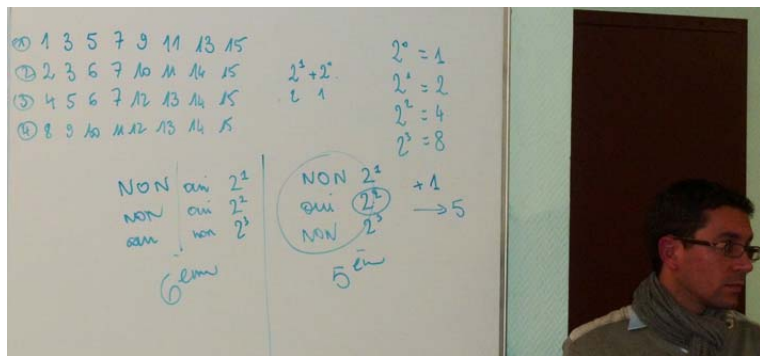 ① 1 3 5 7 9 11 13 15
② 2 3 6 7 10 11 14 15
③ 4 5 6 7 12 13 14 15
④ 8 9 10 11 12 13 14 15
2¹ + 2⁰
2 1
2⁰ = 1
2¹ = 2
2² = 4
2³ = 8
NON oui 2¹
NON oui 2²
oui non 2³
6
NON 2¹ + 1
oui 2² → 5
NON 2³
5